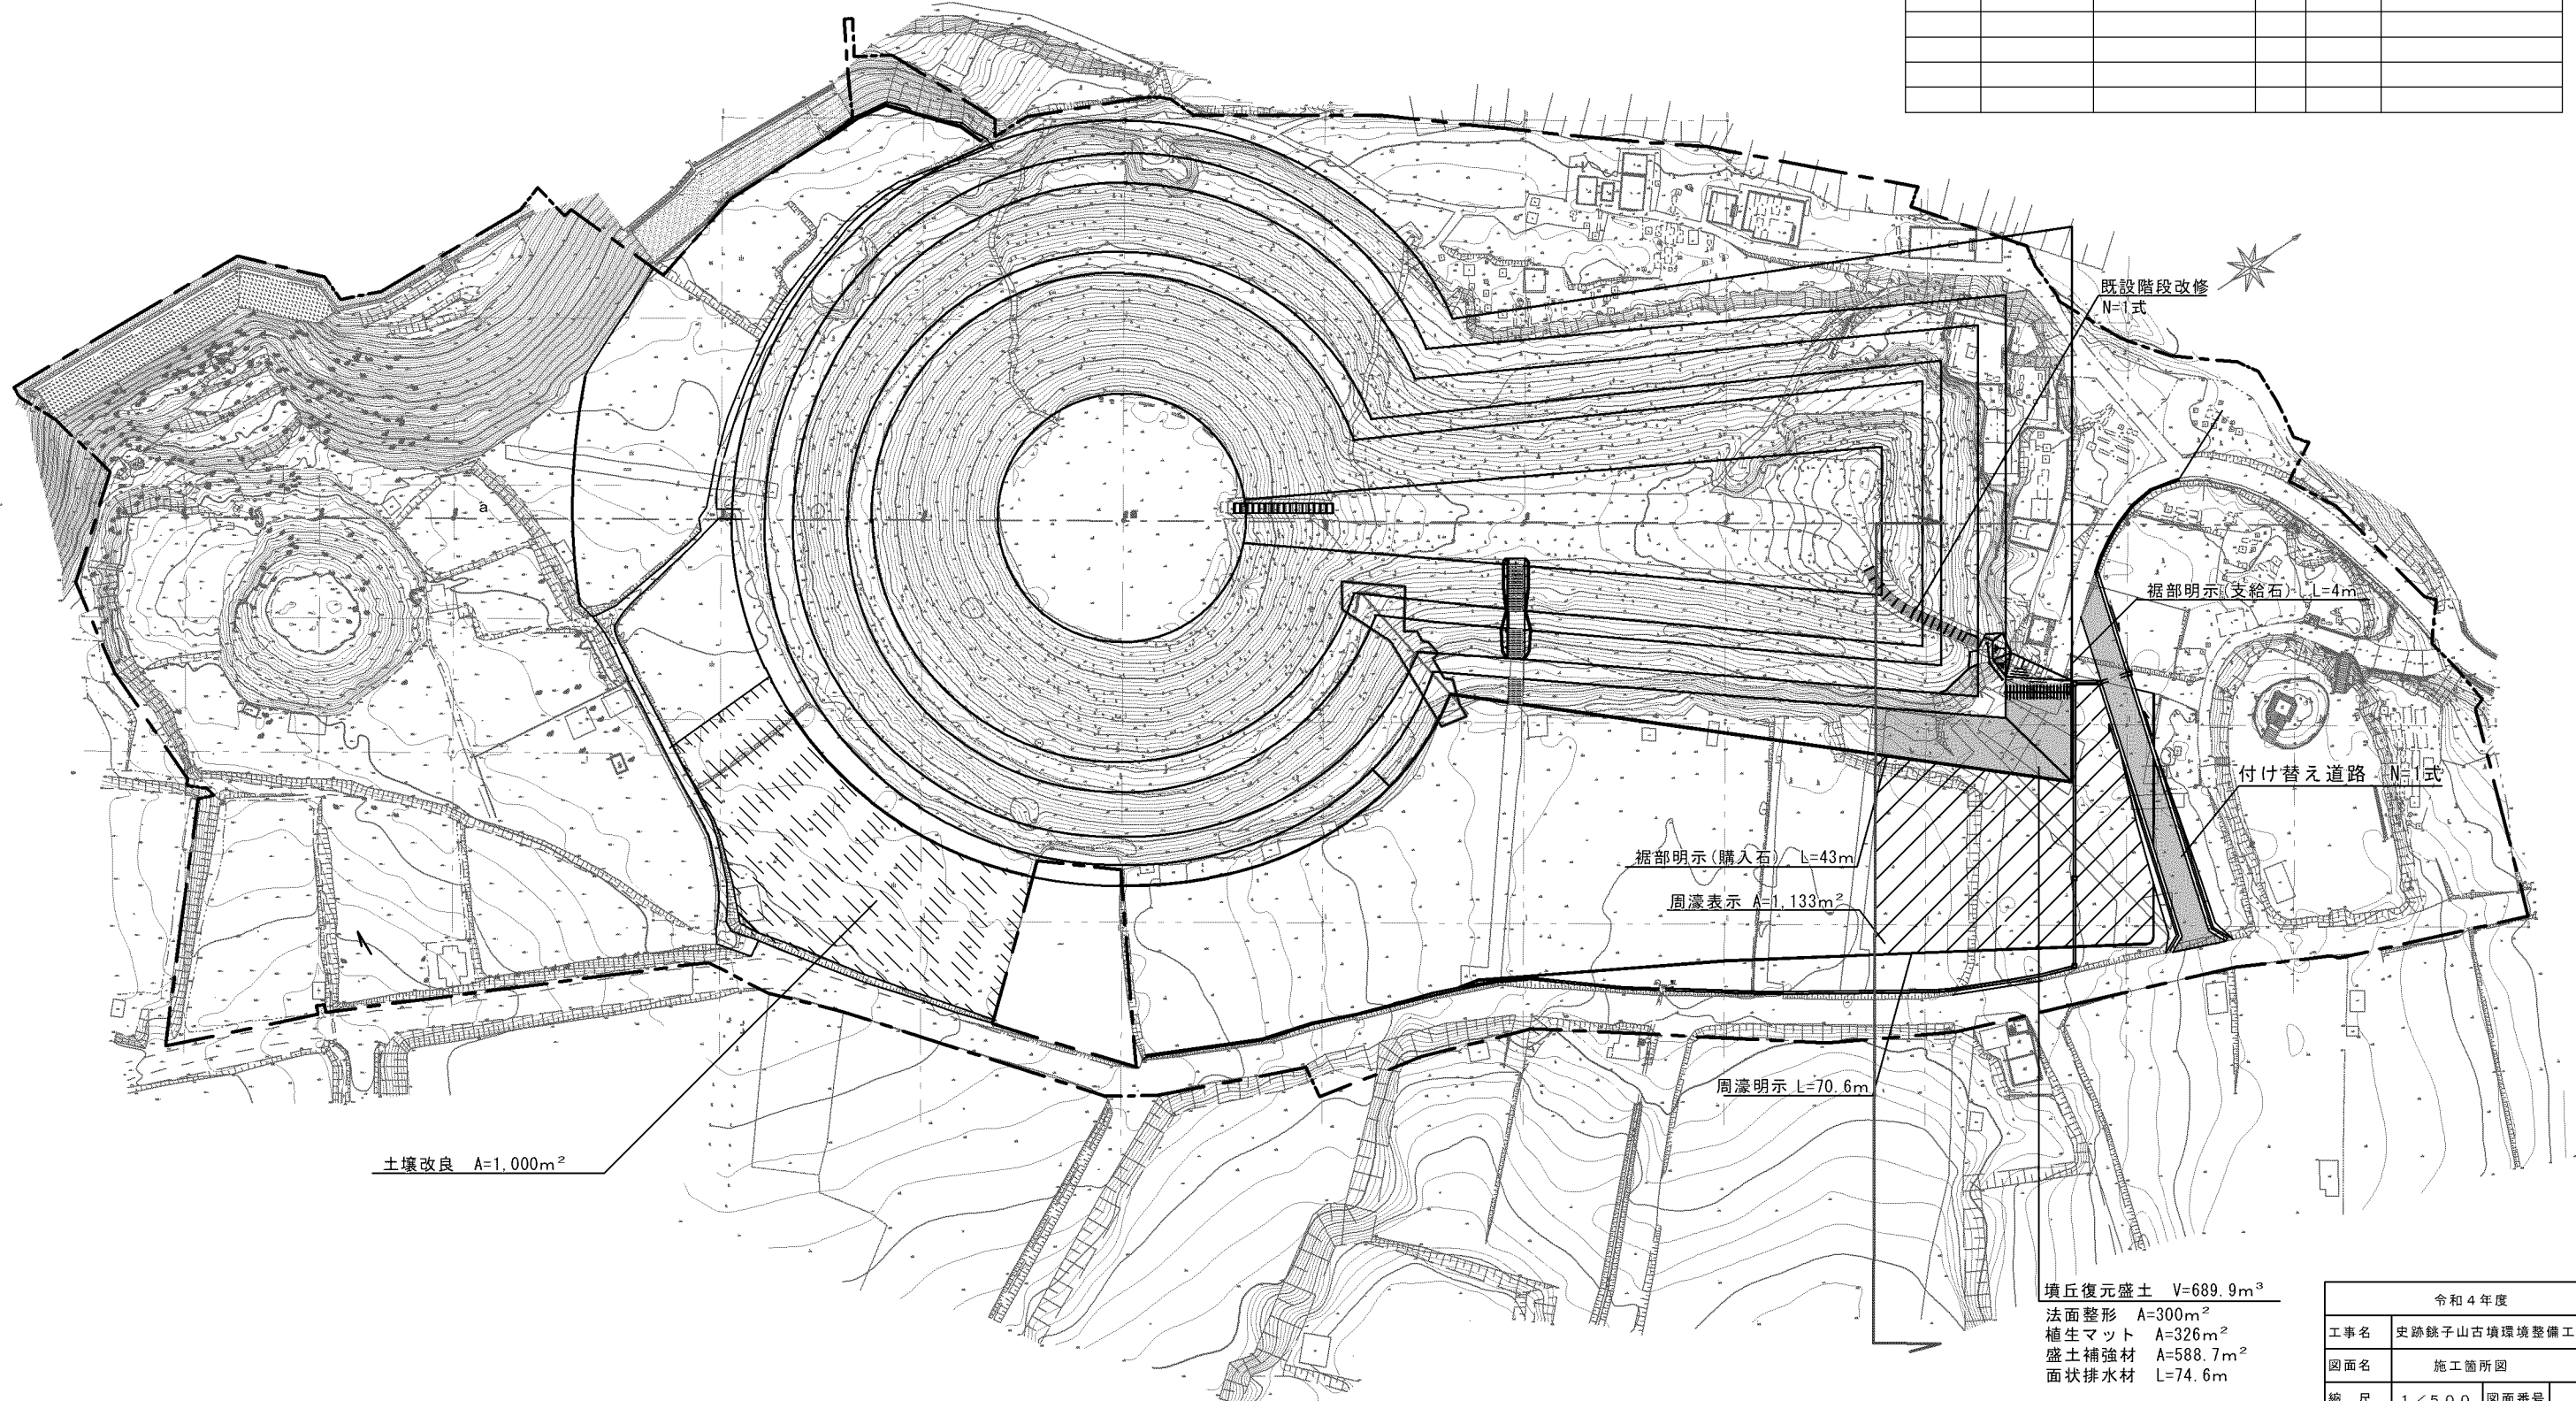 既設階段改修
N=1式
a
裾部明示(支給石) L=4m
付け替え道路 N=1式
裾部明示(購入石) L=43m
周濠表示 A=1,133m²
周濠明示 L=70.6m
土壌改良 A=1,000m²
墳丘復元盛土 V=689.9m³
法面整形 A=300m²
植生マット A=326m²
盛土補強材 A=588.7m²
面状排水材 L=74.6m
令和4年度
工事名 史跡銚子山古墳環境整備工
図面名 施工箇所図
縮尺 1/500 図面番号